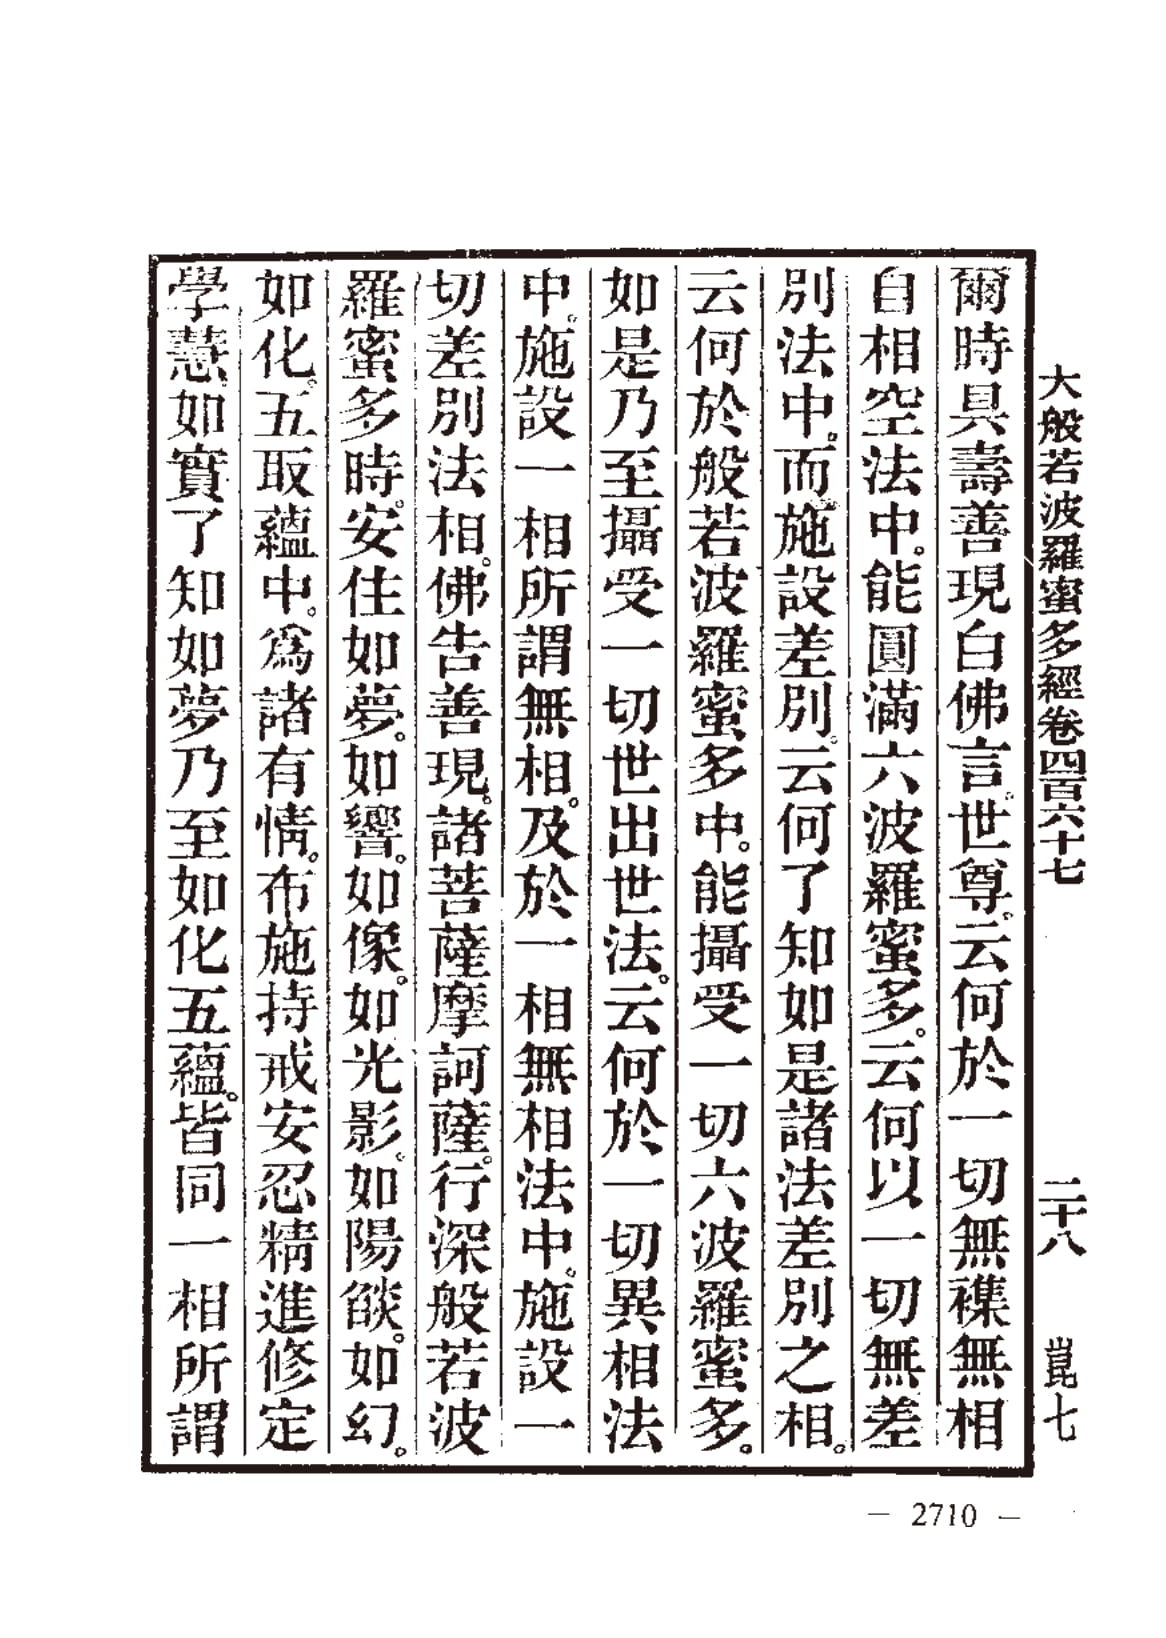 大般若波羅蜜多經卷四百六十七 二十八 崑七
爾時具壽善現白佛言。世尊。云何於一切無襍無相
自相空法中。能圓滿六波羅蜜多。云何以一切無差
別法中。而施設差別。云何了知如是諸法差別之相。
云何於般若波羅蜜多中。能攝受一切六波羅蜜多。
如是乃至攝受一切世出世法。云何於一切異相法
中。施設一相所謂無相。及於一相無相法中。施設一
切差別法相。佛告善現。諸菩薩摩訶薩。行深般若波
羅蜜多時。安住如夢。如響。如像。如光影。如陽燄。如幻。
如化。五取蘊中。爲諸有情。布施持戒安忍精進修定
學慧。如實了知如夢乃至如化五蘊。皆同一相所謂
— 2710 —